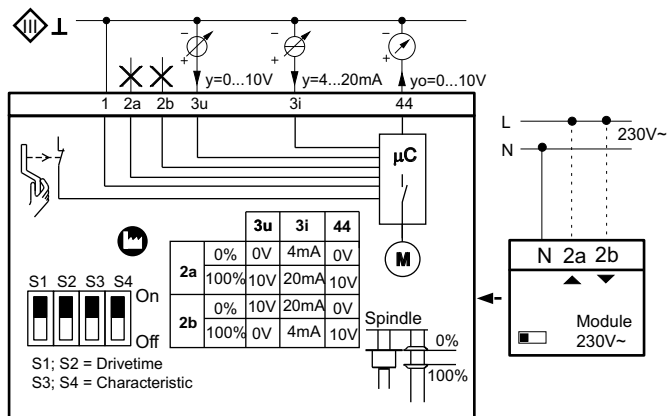 III ⊥
y=0...10V y=4...20mA yo=0...10V
1 2a 2b 3u 3i 44
L 230V~
N
µC
M
N 2a 2b
Module
230V~
3u 3i 44
2a 0% 0V 4mA 0V
100% 10V 20mA 10V
2b 0% 10V 20mA 0V
100% 0V 4mA 10V
S1 S2 S3 S4
On
Off
Spindle
0%
100%
S1; S2 = Drivetime
S3; S4 = Characteristic